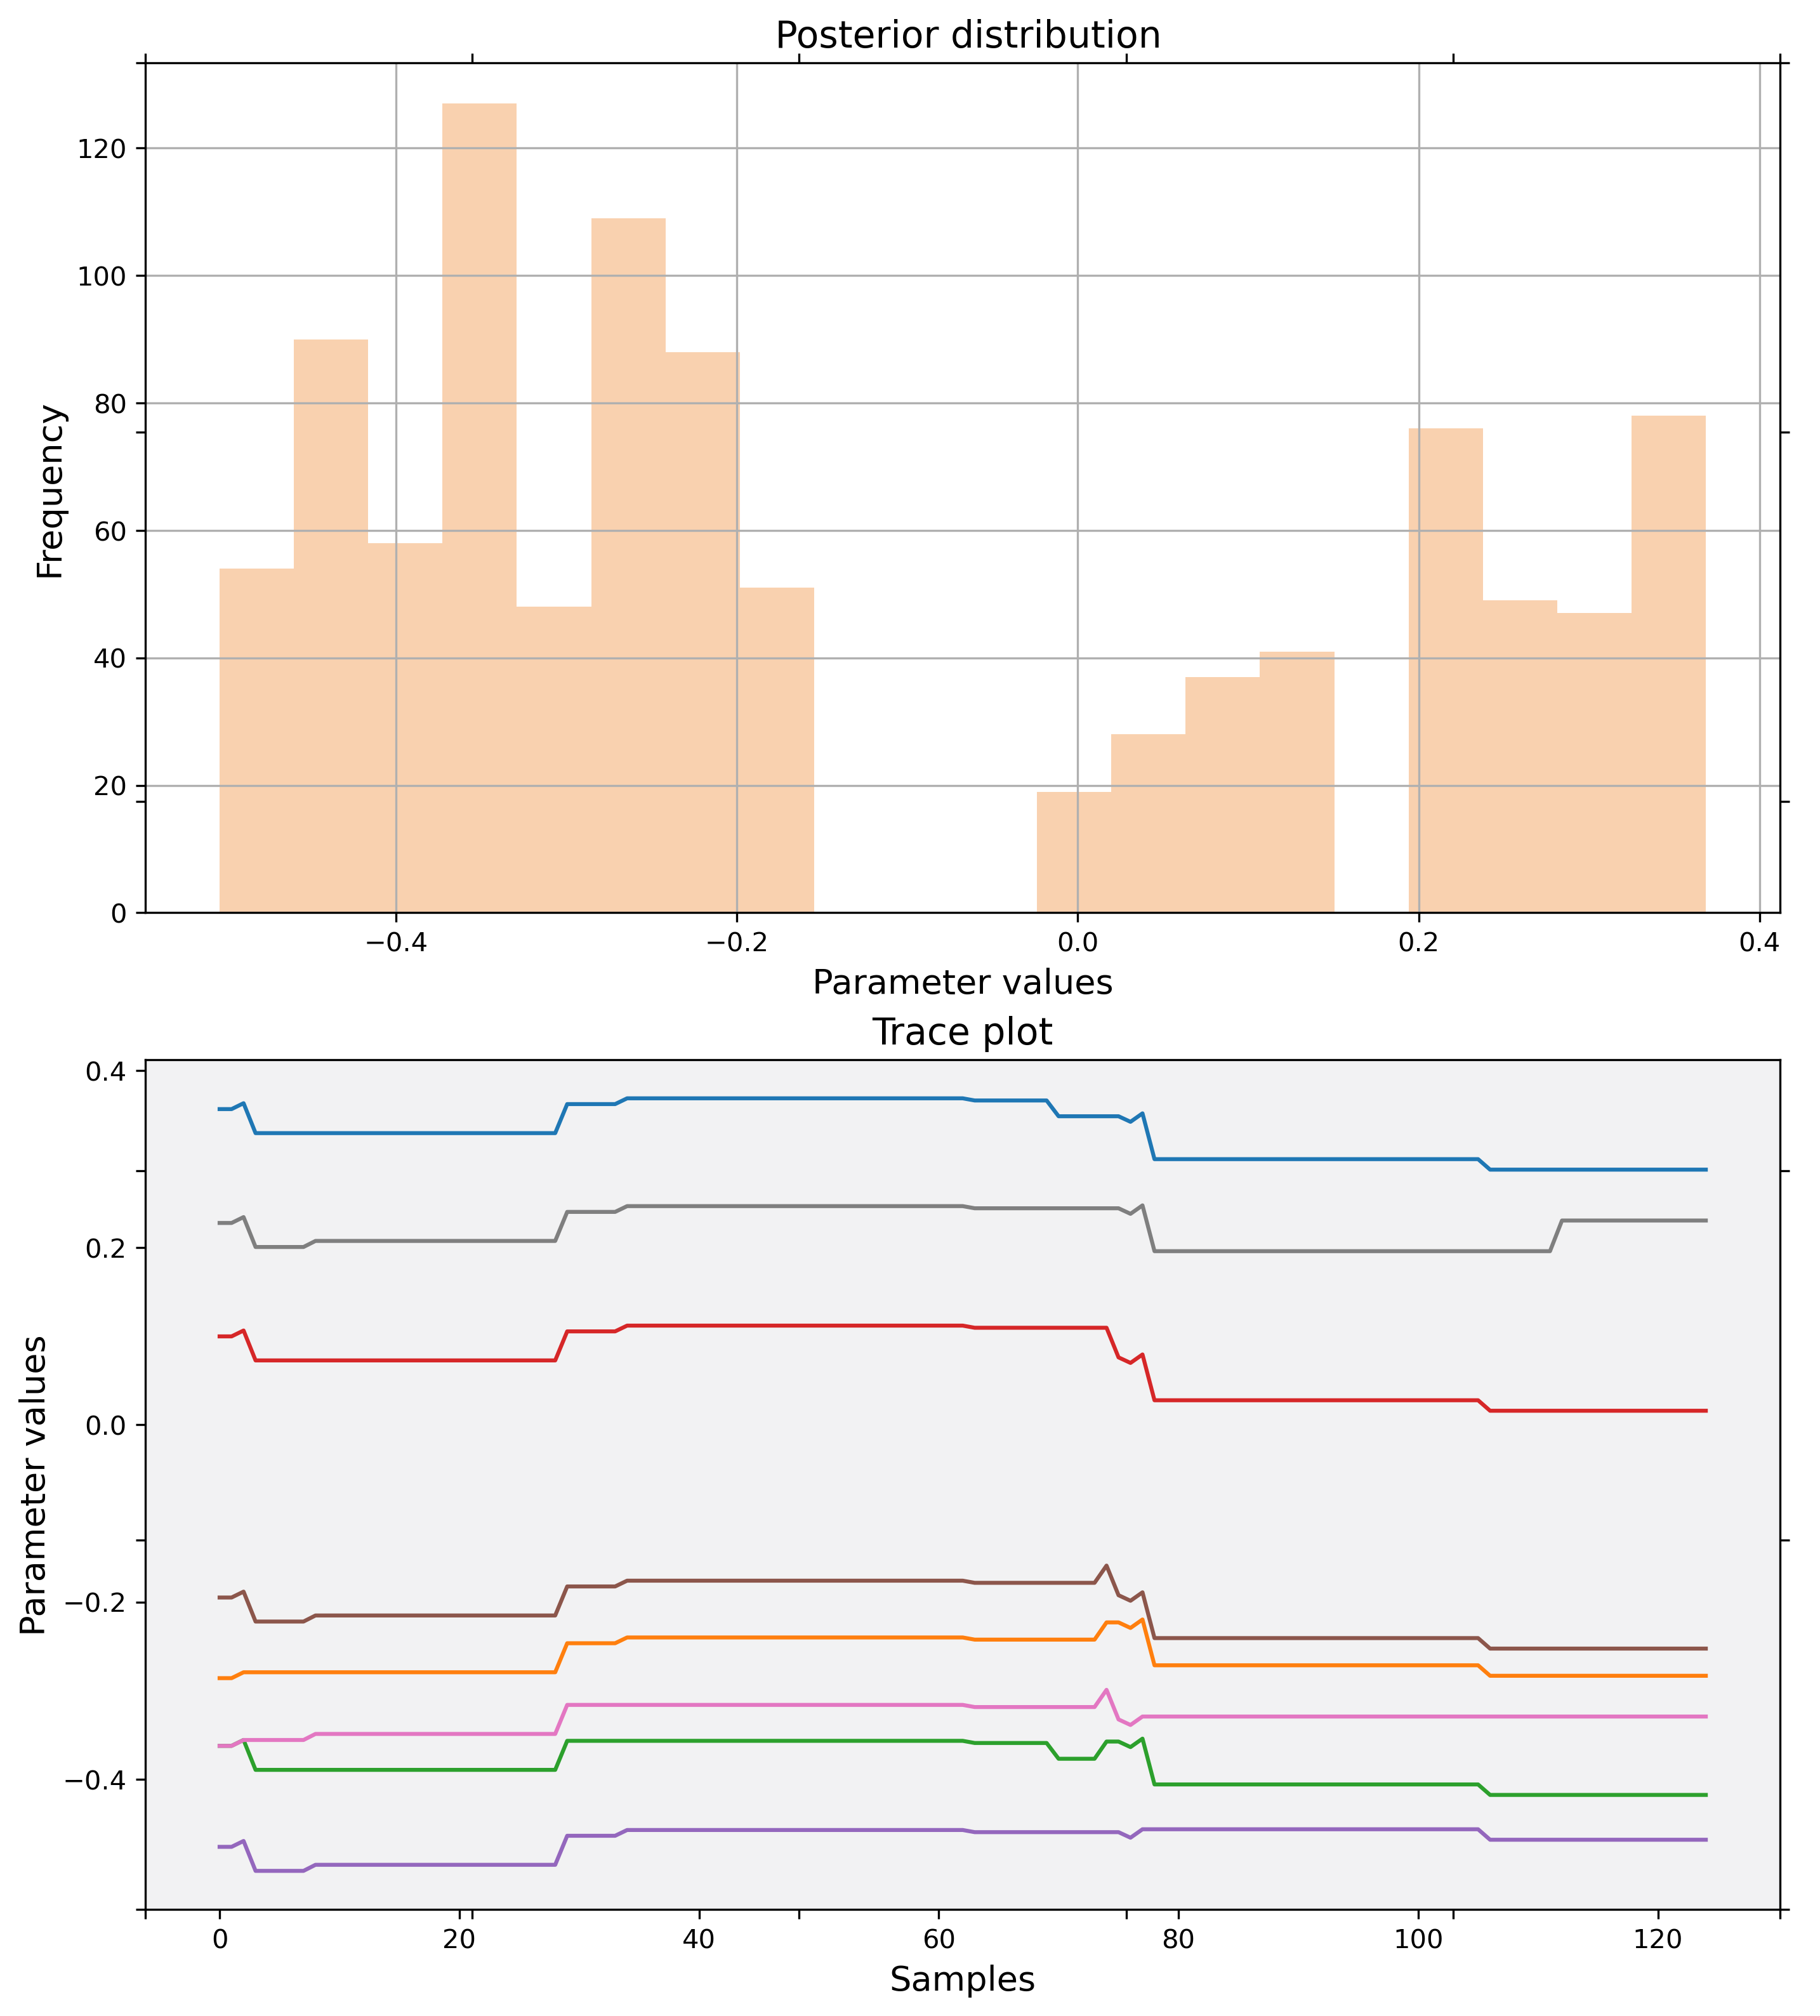 Posterior distribution
120
100
80
60
40
20
0
Frequency
−0.4 −0.2 0.0 0.2 0.4
Parameter values
Trace plot
0.4
0.2
0.0
−0.2
−0.4
Parameter values
0 20 40 60 80 100 120
Samples